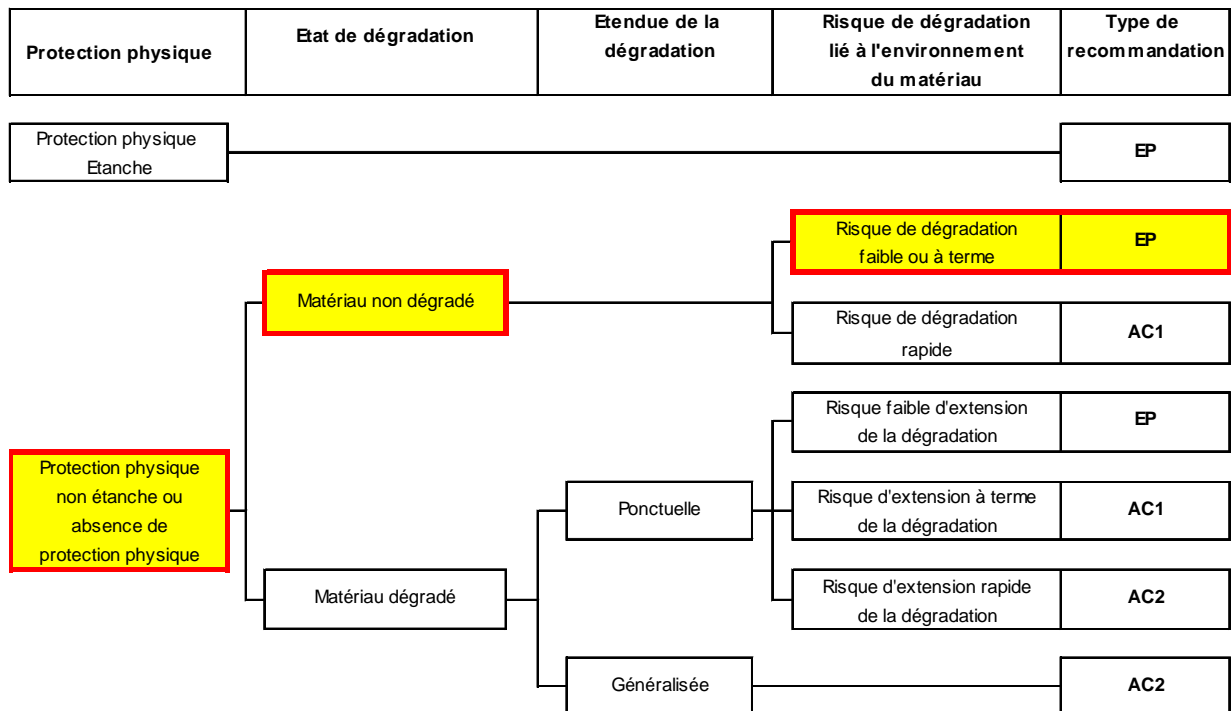 Protection physique
Etat de dégradation
Etendue de la
dégradation
Risque de dégradation
lié à l'environnement
du matériau
Type de
recommandation
Protection physique
Etanche
EP
Risque de dégradation
faible ou à terme
EP
Matériau non dégradé
Risque de dégradation
rapide
AC1
Risque faible d'extension
de la dégradation
EP
Protection physique
non étanche ou
absence de
protection physique
Ponctuelle
Risque d'extension à terme
de la dégradation
AC1
Matériau dégradé
Risque d'extension rapide
de la dégradation
AC2
Généralisée
AC2